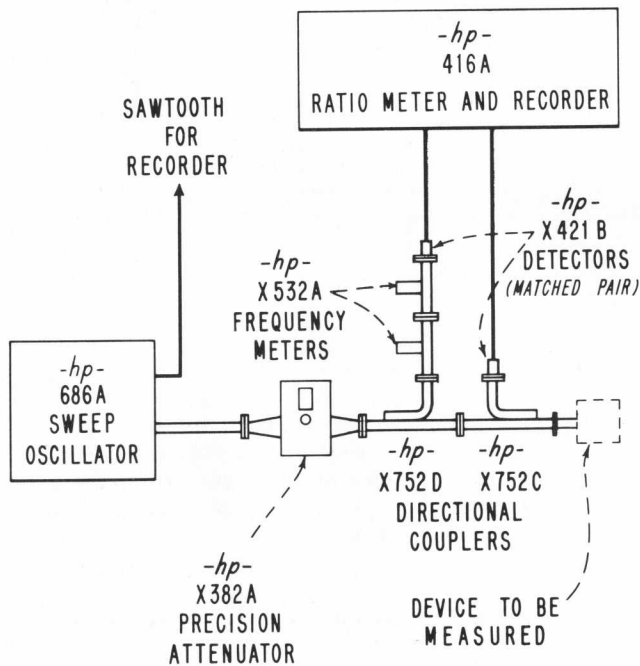 -hp-
416A
RATIO METER AND RECORDER
SAWTOOTH
FOR
RECORDER
-hp-
X421B
DETECTORS
(MATCHED PAIR)
-hp-
X532A
FREQUENCY
METERS
-hp-
686A
SWEEP
OSCILLATOR
-hp-
X752D
-hp-
X752C
DIRECTIONAL
COUPLERS
-hp-
X382A
PRECISION
ATTENUATOR
DEVICE TO BE
MEASURED